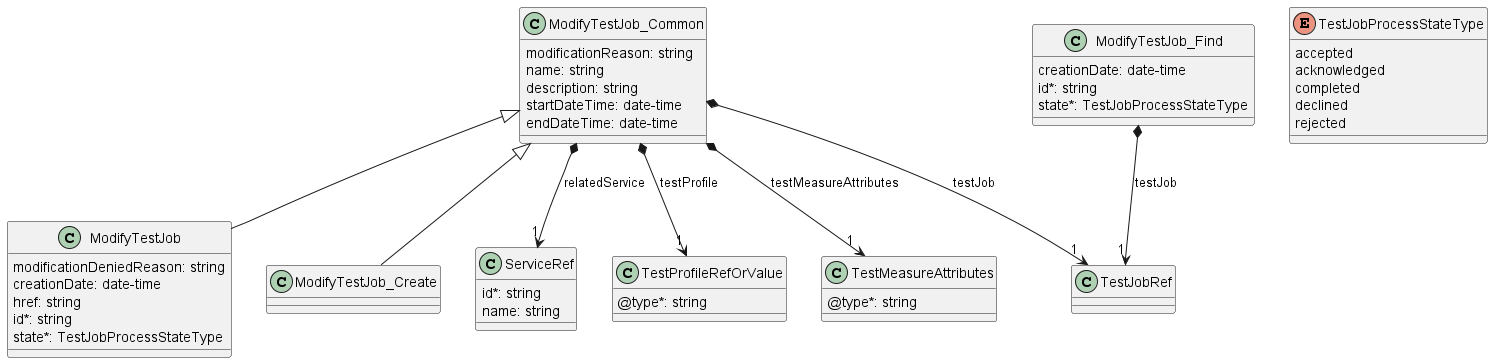 C ModifyTestJob_Common
modificationReason: string
name: string
description: string
startDateTime: date-time
endDateTime: date-time
C ModifyTestJob_Find
creationDate: date-time
id*: string
state*: TestJobProcessStateType
E TestJobProcessStateType
accepted
acknowledged
completed
declined
rejected
relatedService
testProfile
testMeasureAttributes
testJob
testJob
1
1
1
1
1
C ModifyTestJob
modificationDeniedReason: string
creationDate: date-time
href: string
id*: string
state*: TestJobProcessStateType
C ModifyTestJob_Create
C ServiceRef
id*: string
name: string
C TestProfileRefOrValue
@type*: string
C TestMeasureAttributes
@type*: string
C TestJobRef